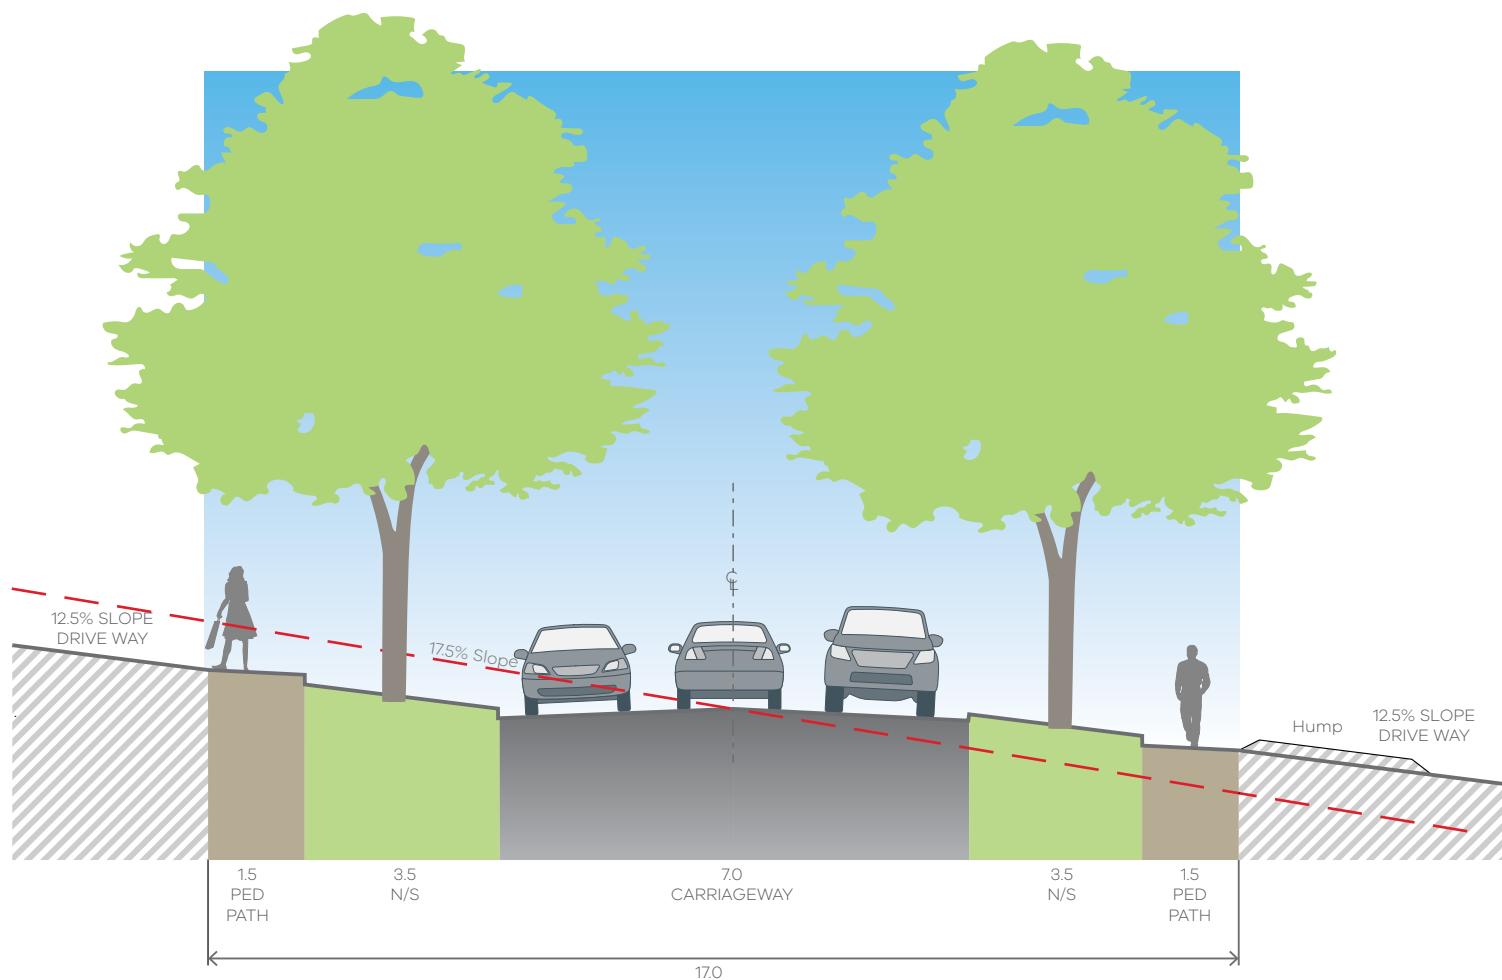 ℄
12.5% SLOPE
DRIVE WAY
17.5% Slope
Hump
12.5% SLOPE
DRIVE WAY
1.5
PED
PATH
3.5
N/S
7.0
CARRIAGEWAY
3.5
N/S
1.5
PED
PATH
17.0